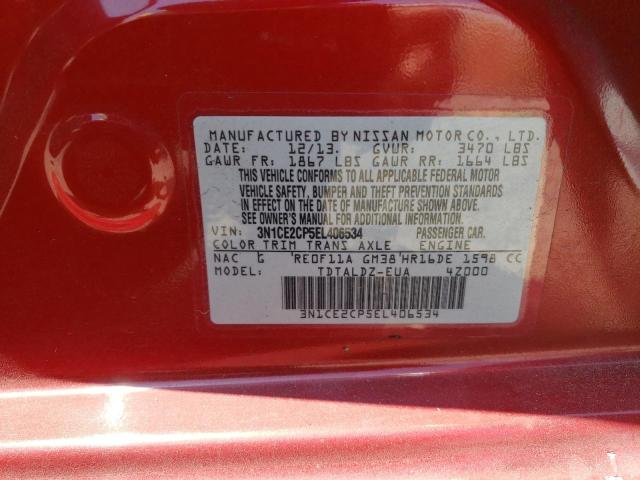 MANUFACTURED BY NISSAN MOTOR CO., LTD.
DATE: 12/13. GVWR: 3470 LBS
GAWR FR: 1867 LBS GAWR RR: 1664 LBS
THIS VEHICLE CONFORMS TO ALL APPLICABLE FEDERAL MOTOR
VEHICLE SAFETY, BUMPER AND THEFT PREVENTION STANDARDS
IN EFFECT ON THE DATE OF MANUFACTURE SHOWN ABOVE.
SEE OWNER'S MANUAL FOR ADDITIONAL INFORMATION.
VIN: 3N1CE2CP5EL406534 PASSENGER CAR.
COLOR TRIM TRANS AXLE ENGINE
NAC G RE0F11A GM38 HR16DE 1598 CC
MODEL: TDTALDZ-EUA 4Z000
3N1CE2CP5EL406534